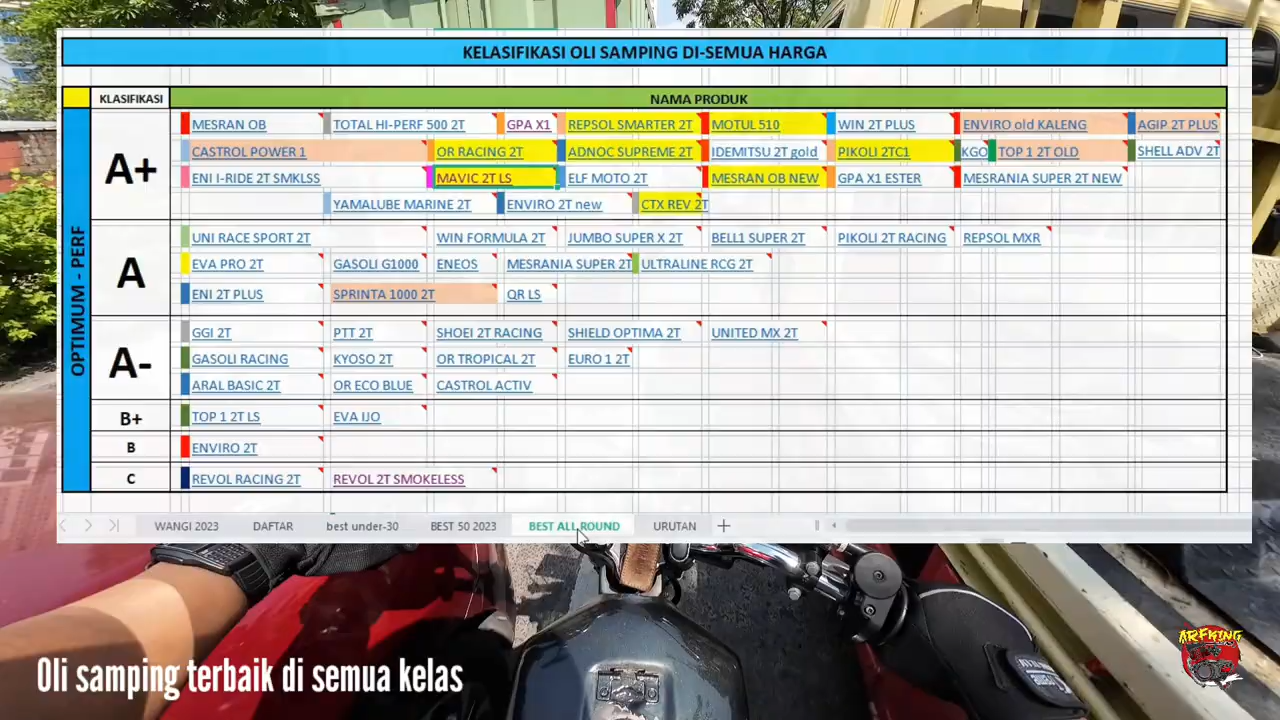 KELASIFIKASI OLI SAMPING DI-SEMUA HARGA
KLASIFIKASI NAMA PRODUK
OPTIMUM - PERF
A+
MESRAN OB TOTAL HI-PERF 500 2T GPA X1 REPSOL SMARTER 2T MOTUL 510 WIN 2T PLUS ENVIRO old KALENG AGIP 2T PLUS
CASTROL POWER 1 OR RACING 2T ADNOC SUPREME 2T IDEMITSU 2T gold PIKOLI 2TC1 KGO TOP 1 2T OLD SHELL ADV 2T
ENI I-RIDE 2T SMKLSS MAVIC 2T LS ELF MOTO 2T MESRAN OB NEW GPA X1 ESTER MESRANIA SUPER 2T NEW
YAMALUBE MARINE 2T ENVIRO 2T new CTX REV 2T
A
UNI RACE SPORT 2T WIN FORMULA 2T JUMBO SUPER X 2T BELL1 SUPER 2T PIKOLI 2T RACING REPSOL MXR
EVA PRO 2T GASOLI G1000 ENEOS MESRANIA SUPER 2T ULTRALINE RCG 2T
ENI 2T PLUS SPRINTA 1000 2T QR LS
A-
GGI 2T PTT 2T SHOEI 2T RACING SHIELD OPTIMA 2T UNITED MX 2T
GASOLI RACING KYOSO 2T OR TROPICAL 2T EURO 1 2T
ARAL BASIC 2T OR ECO BLUE CASTROL ACTIV
B+ TOP 1 2T LS EVA IJO
B ENVIRO 2T
C REVOL RACING 2T REVOL 2T SMOKELESS
WANGI 2023 DAFTAR best under-30 BEST 50 2023 BEST ALL ROUND URUTAN
Oli samping terbaik di semua kelas
ARFKING